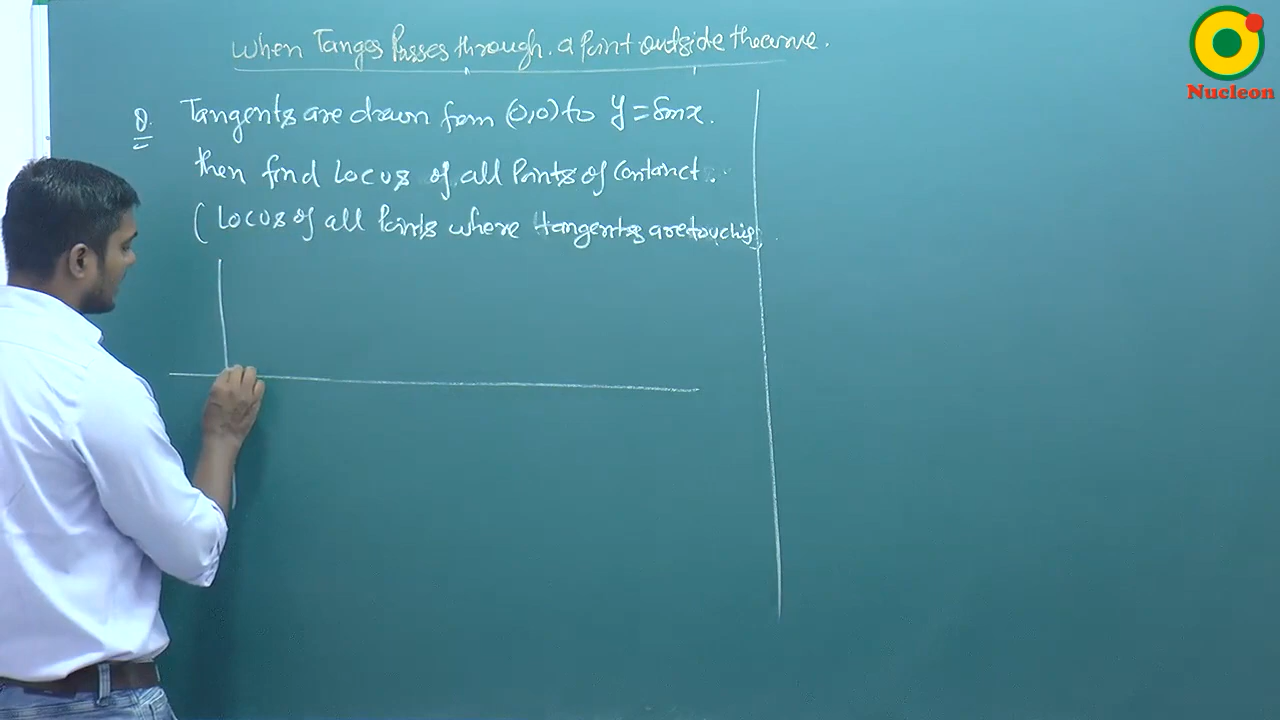 When Tanges Passes through. a Point outside the curve.
Nucleon
Q. Tangents are drawn from (0,0) to y = sinx.
then find Locus of all Points of Contanct.
( Locus of all Points where tangents are touching